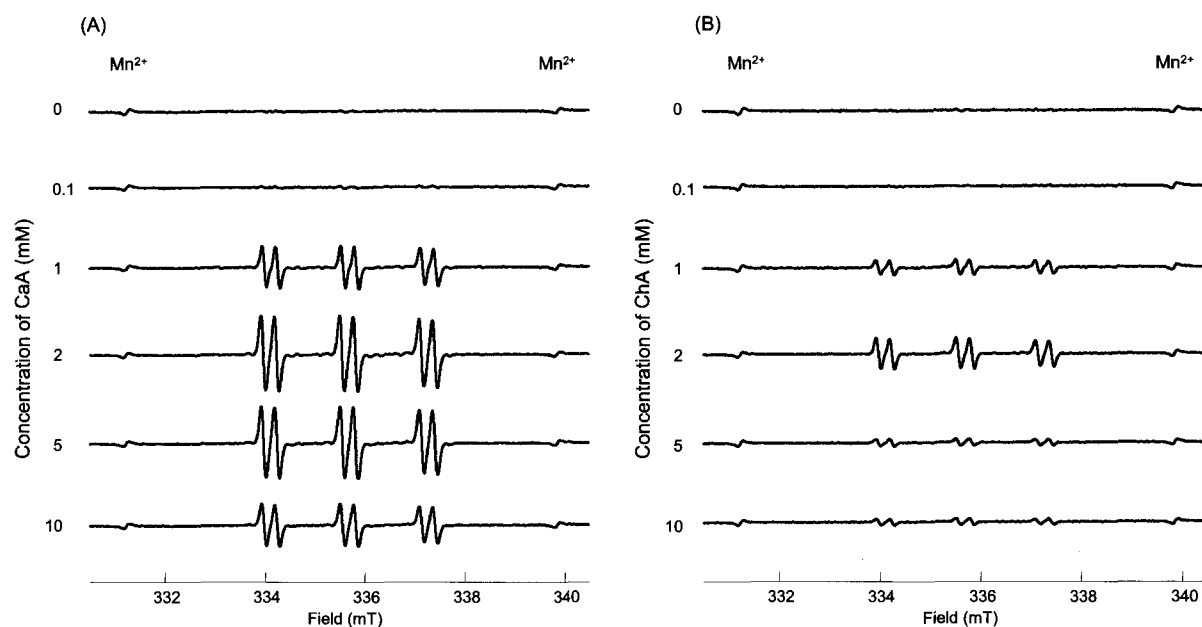 (A)
Mn²⁺ Mn²⁺
0
0.1
1
2
5
10
Concentration of CaA (mM)
332 334 336 338 340
Field (mT)
(B)
Mn²⁺ Mn²⁺
0
0.1
1
2
5
10
Concentration of ChA (mM)
332 334 336 338 340
Field (mT)